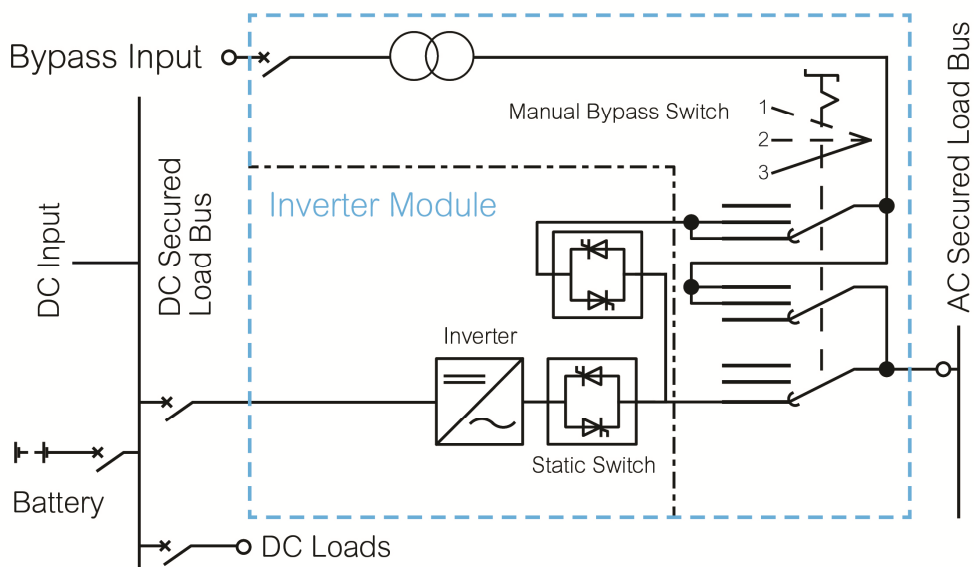 Bypass Input
Manual Bypass Switch
1
2
3
AC Secured Load Bus
Inverter Module
DC Input
DC Secured
Load Bus
Inverter
Static Switch
Battery
DC Loads